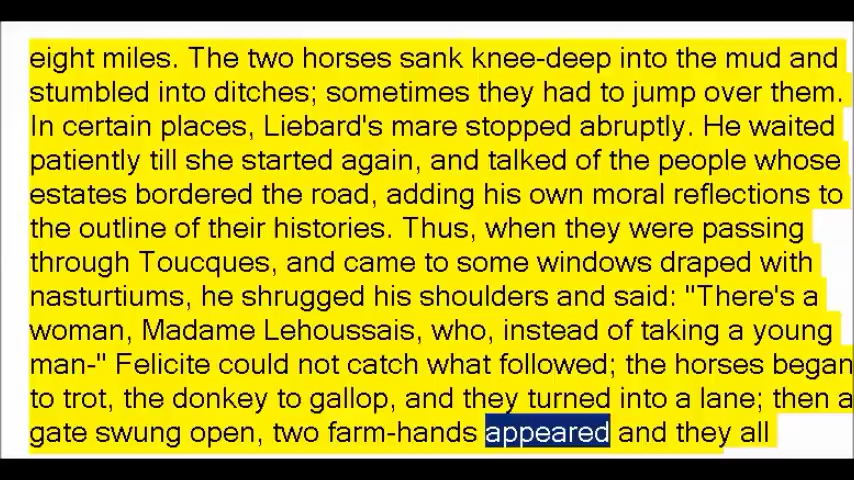 eight miles. The two horses sank knee-deep into the mud and
stumbled into ditches; sometimes they had to jump over them.
In certain places, Liebard's mare stopped abruptly. He waited
patiently till she started again, and talked of the people whose
estates bordered the road, adding his own moral reflections to
the outline of their histories. Thus, when they were passing
through Toucques, and came to some windows draped with
nasturtiums, he shrugged his shoulders and said: "There's a
woman, Madame Lehoussais, who, instead of taking a young
man-" Felicite could not catch what followed; the horses began
to trot, the donkey to gallop, and they turned into a lane; then a
gate swung open, two farm-hands appeared and they all